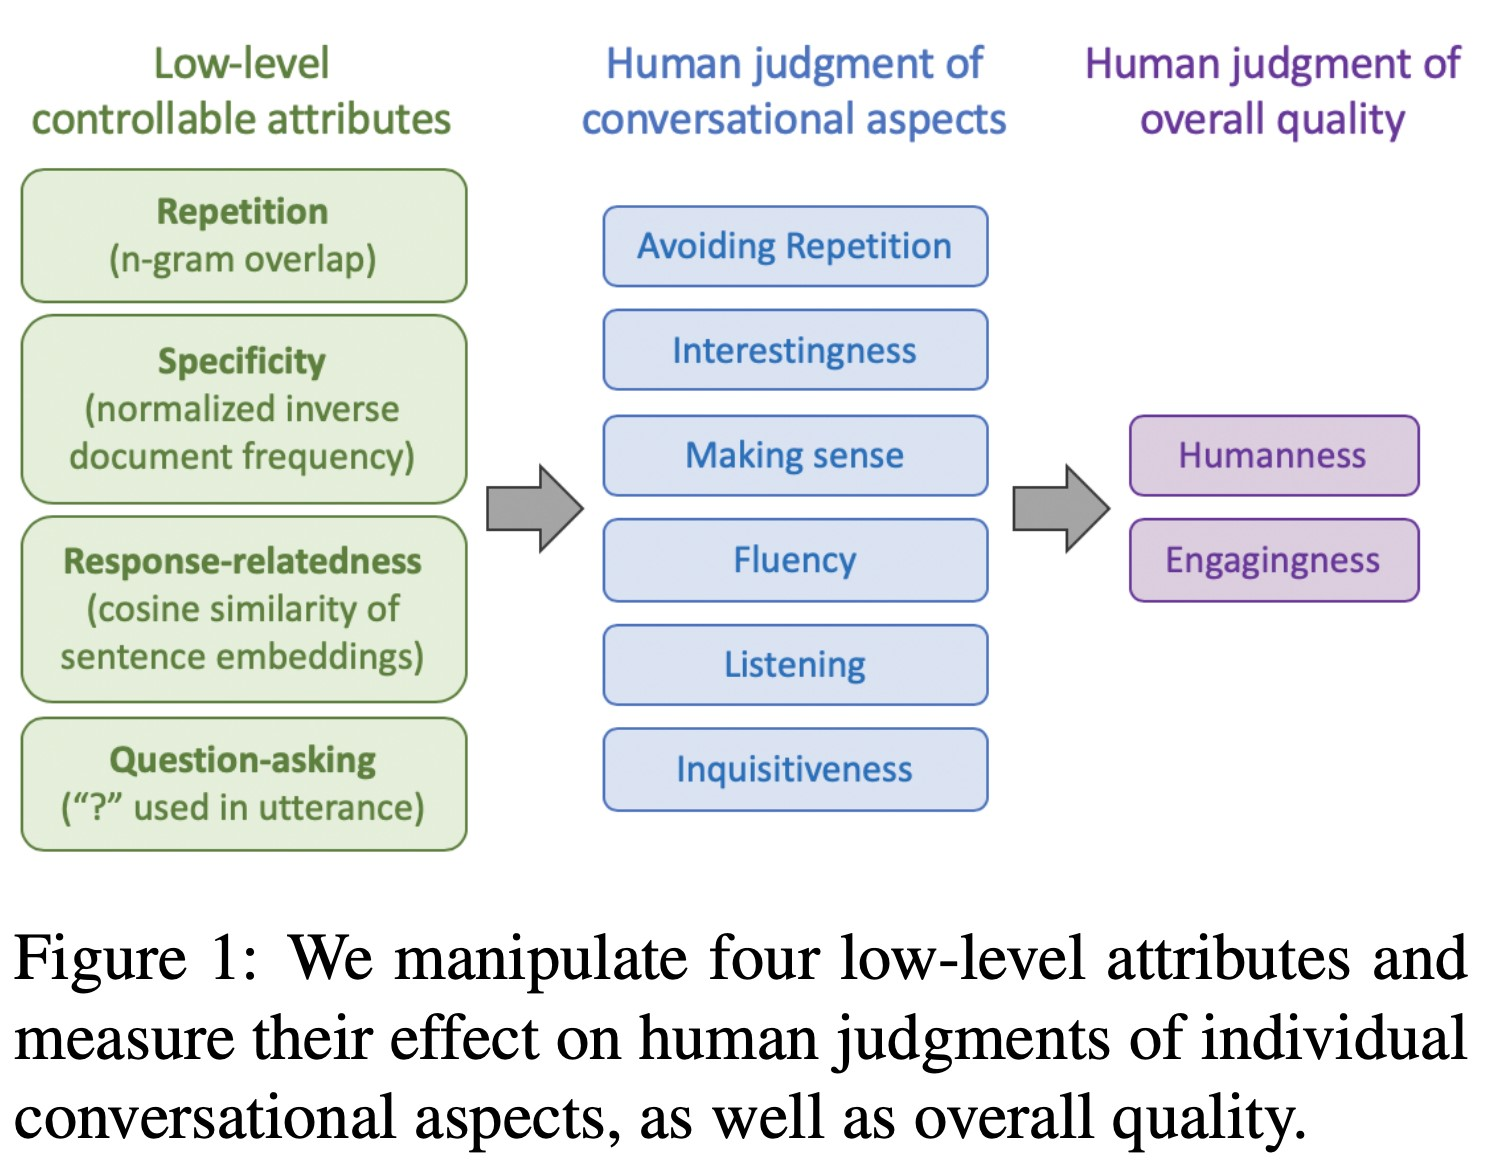 Low-level
controllable attributes
Repetition
(n-gram overlap)
Specificity
(normalized inverse
document frequency)
Response-relatedness
(cosine similarity of
sentence embeddings)
Question-asking
(“?” used in utterance)
Human judgment of
conversational aspects
Avoiding Repetition
Interestingness
Making sense
Fluency
Listening
Inquisitiveness
Human judgment of
overall quality
Humanness
Engagingness
Figure 1: We manipulate four low-level attributes and
measure their effect on human judgments of individual
conversational aspects, as well as overall quality.